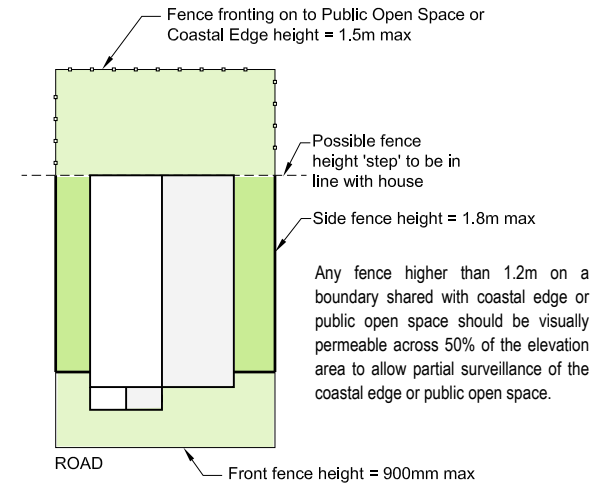 Fence fronting on to Public Open Space or
Coastal Edge height = 1.5m max
Possible fence
height 'step' to be in
line with house
Side fence height = 1.8m max
Any fence higher than 1.2m on a
boundary shared with coastal edge or
public open space should be visually
permeable across 50% of the elevation
area to allow partial surveillance of the
coastal edge or public open space.
ROAD
Front fence height = 900mm max